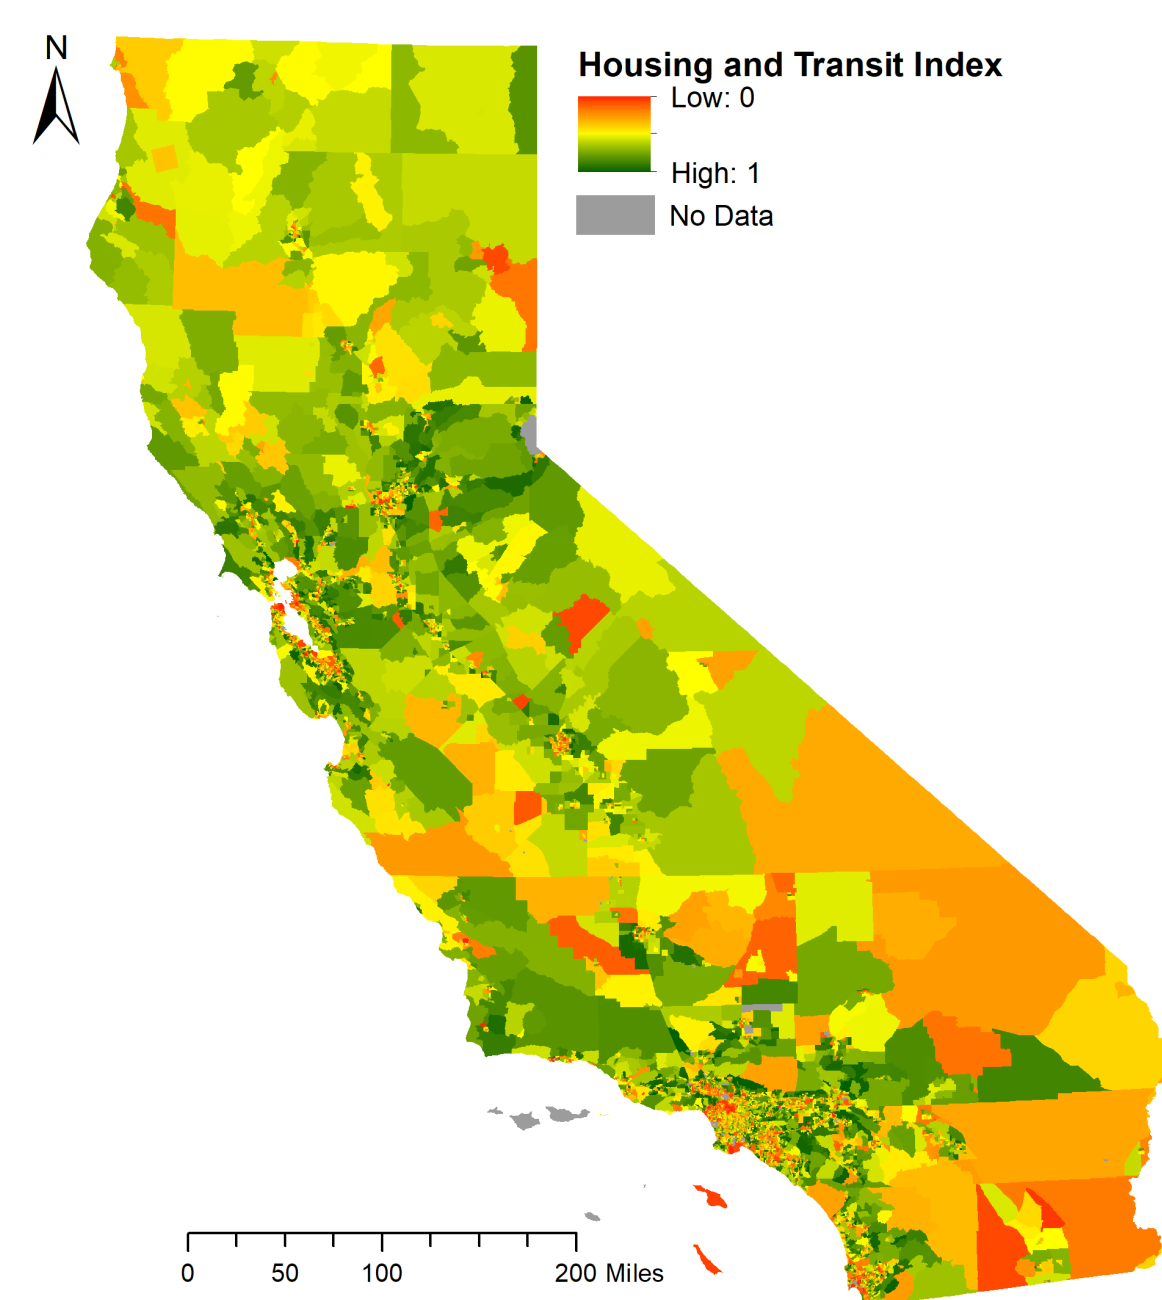 N
Housing and Transit Index
Low: 0
High: 1
No Data
0 50 100 200 Miles